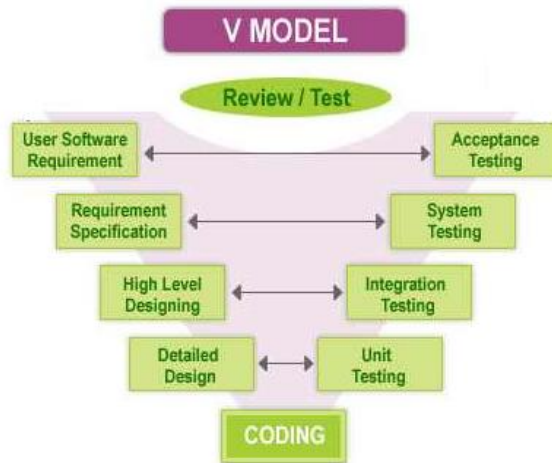 V MODEL
Review / Test
User Software
Requirement
Acceptance
Testing
Requirement
Specification
System
Testing
High Level
Designing
Integration
Testing
Detailed
Design
Unit
Testing
CODING